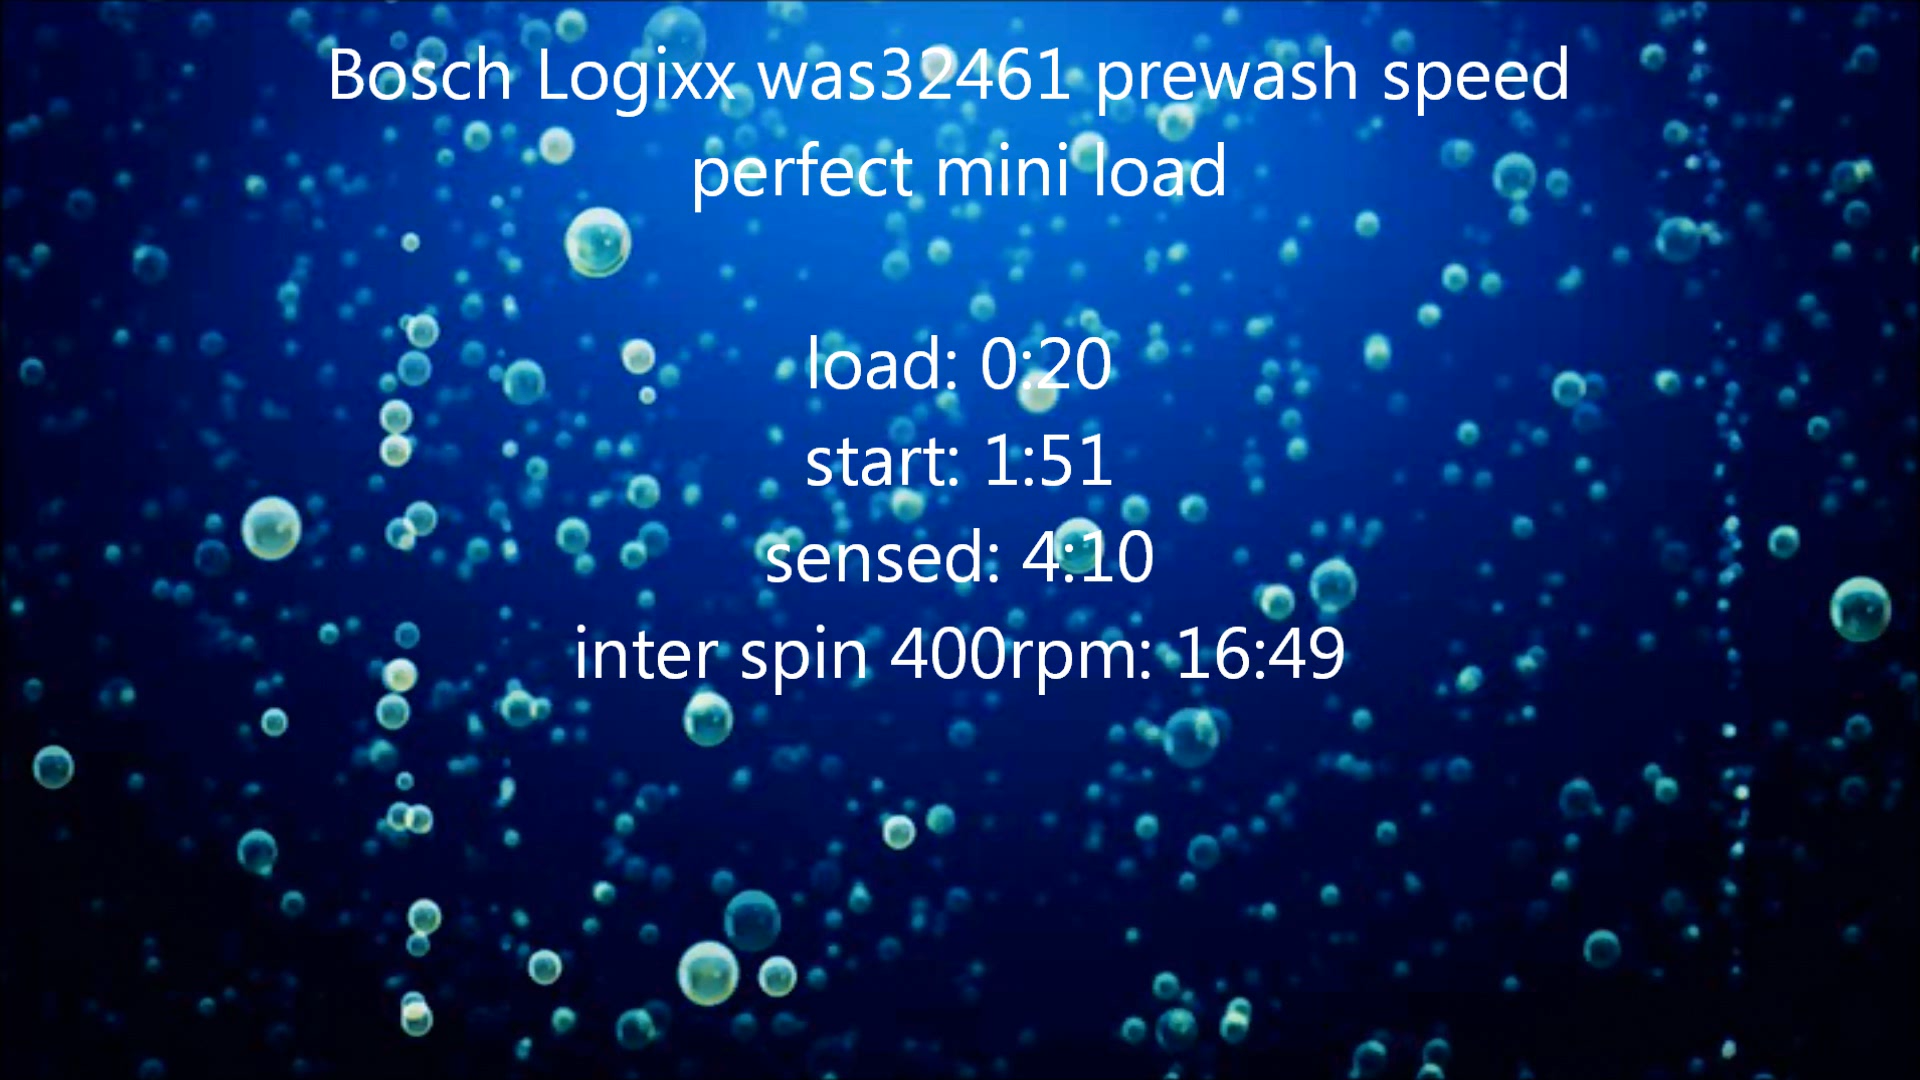 Bosch Logixx was32461 prewash speed
perfect mini load
load: 0:20
start: 1:51
sensed: 4:10
inter spin 400rpm: 16:49